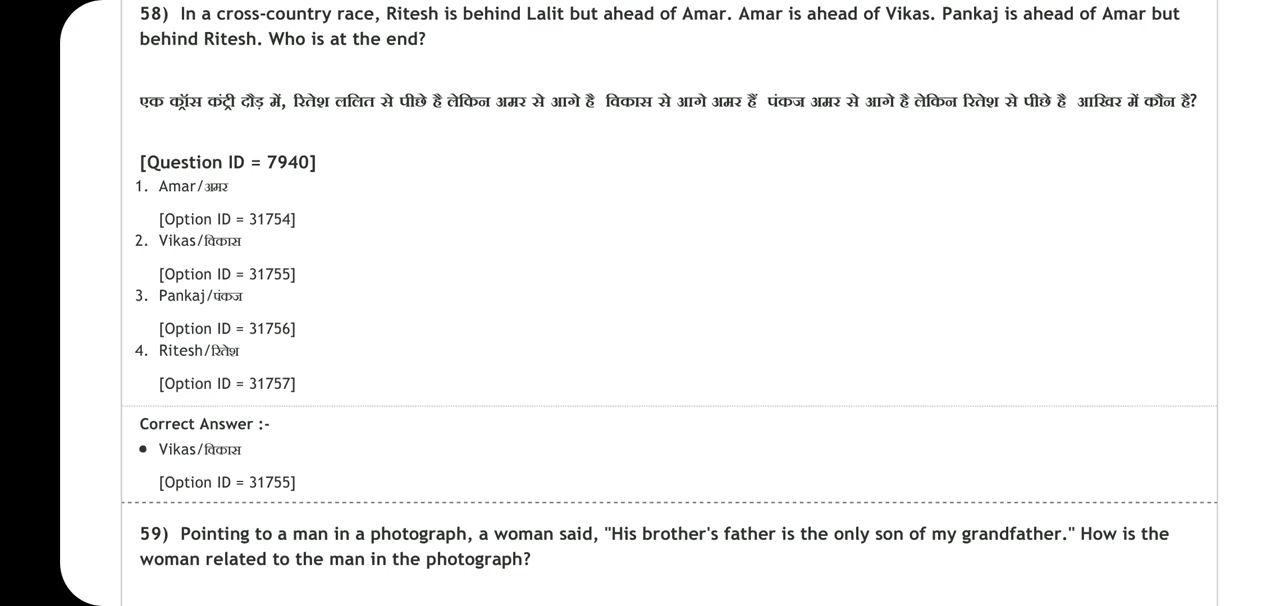 58) In a cross-country race, Ritesh is behind Lalit but ahead of Amar. Amar is ahead of Vikas. Pankaj is ahead of Amar but
behind Ritesh. Who is at the end?
एक क्रॉस कंट्री दौड़ में, रितेश ललित से पीछे है लेकिन अमर से आगे है विकास से आगे अमर हैं पंकज अमर से आगे है लेकिन रितेश से पीछे है आखिर में कौन है?
[Question ID = 7940]
1. Amar/अमर
[Option ID = 31754]
2. Vikas/विकास
[Option ID = 31755]
3. Pankaj/पंकज
[Option ID = 31756]
4. Ritesh/रितेश
[Option ID = 31757]
Correct Answer :-
• Vikas/विकास
[Option ID = 31755]
59) Pointing to a man in a photograph, a woman said, "His brother's father is the only son of my grandfather." How is the
woman related to the man in the photograph?